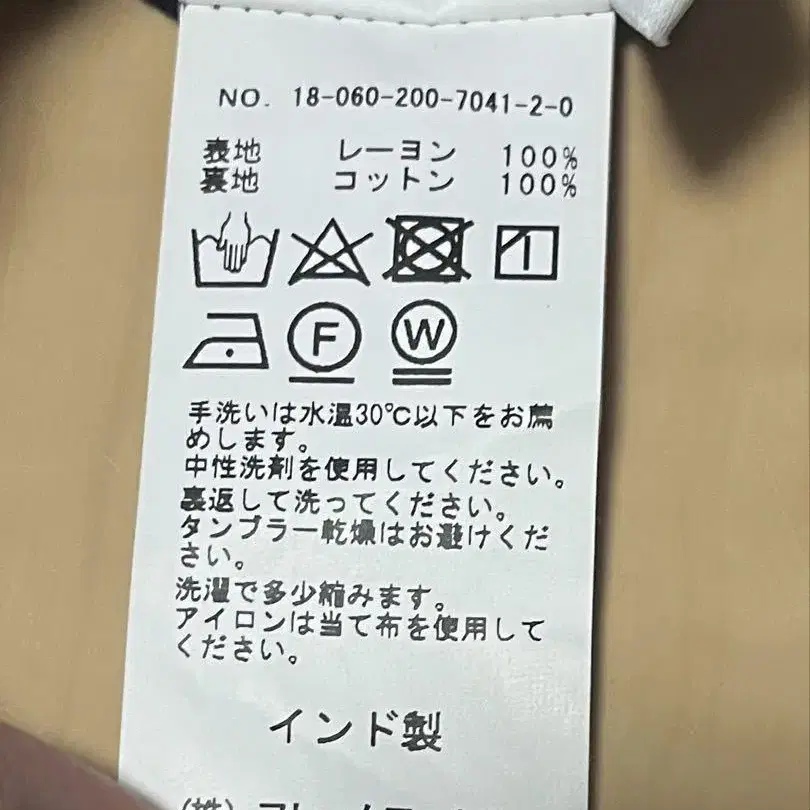 NO. 18-060-200-7041-2-0
表地 レーヨン 100%
裏地 コットン 100%
F W
手洗いは水温30℃以下をお薦
めします。
中性洗剤を使用してください。
裏返して洗ってください。
タンブラー乾燥はお避けくだ
さい。
洗濯で多少縮みます。
アイロンは当て布を使用して
ください。
インド製
(株)